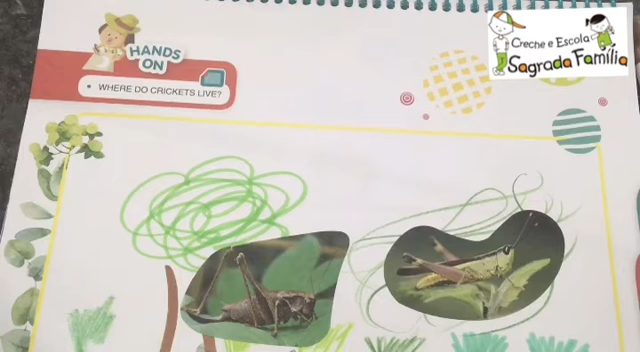 HANDS
ON
WHERE DO CRICKETS LIVE?
Creche e Escola
Sagrada Família